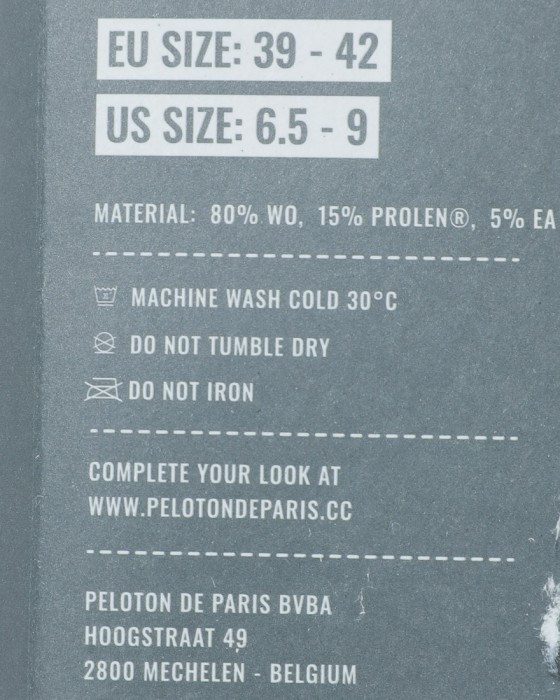 EU SIZE: 39 - 42
US SIZE: 6.5 - 9
MATERIAL: 80% WO, 15% PROLEN®, 5% EA
MACHINE WASH COLD 30°C
DO NOT TUMBLE DRY
DO NOT IRON
COMPLETE YOUR LOOK AT
WWW.PELOTONDEPARIS.CC
PELOTON DE PARIS BVBA
HOOGSTRAAT 49
2800 MECHELEN - BELGIUM